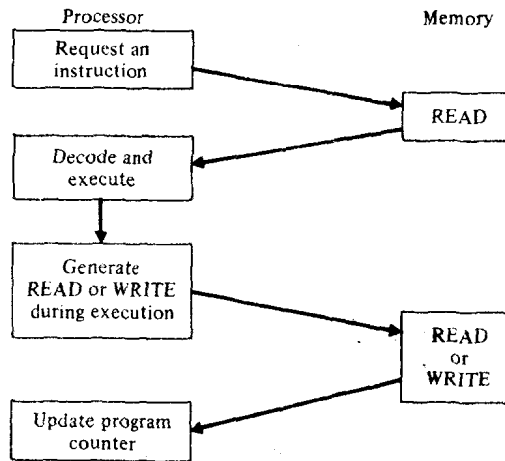 Processor
Memory
Request an
instruction
READ
Decode and
execute
Generate
READ or WRITE
during execution
READ
or
WRITE
Update program
counter